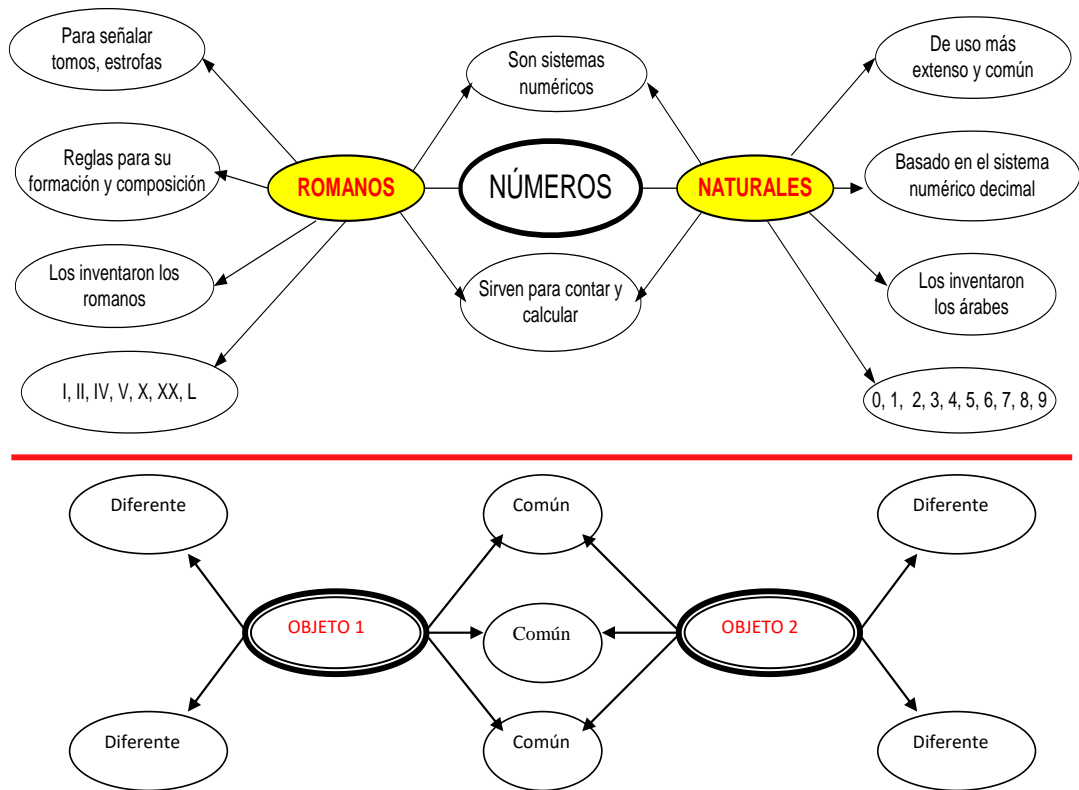 Para señalar
tomos, estrofas
Son sistemas
numéricos
De uso más
extenso y común
Reglas para su
formación y composición
ROMANOS
NÚMEROS
NATURALES
Basado en el sistema
numérico decimal
Los inventaron los
romanos
Sirven para contar y
calcular
Los inventaron
los árabes
I, II, IV, V, X, XX, L
0, 1, 2, 3, 4, 5, 6, 7, 8, 9
Diferente
Común
Diferente
OBJETO 1
Común
OBJETO 2
Diferente
Común
Diferente